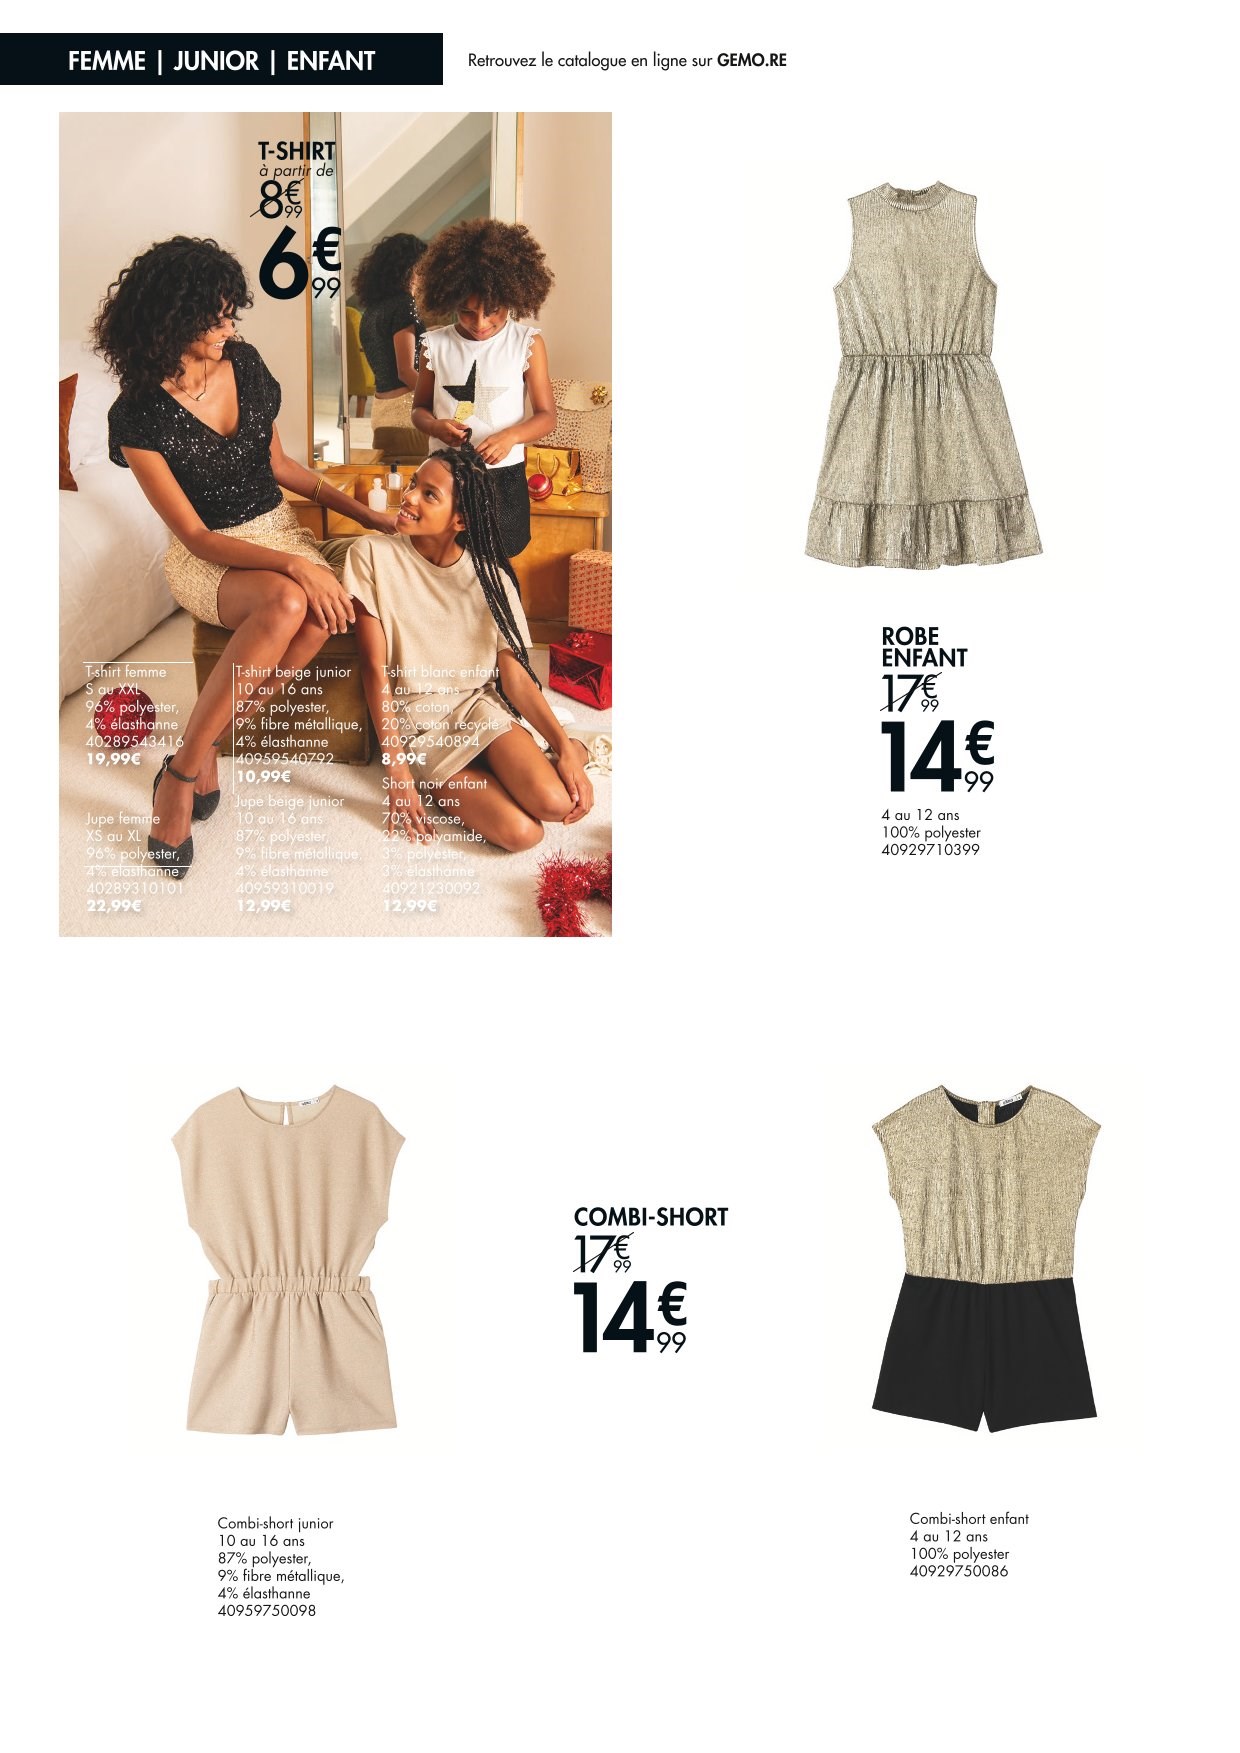 FEMME | JUNIOR | ENFANT
Retrouvez le catalogue en ligne sur GEMO.RE
T-SHIRT
à partir de
8€99
6€99
T-shirt femme
S au XXL
96% polyester,
4% élasthanne
40289543416
19,99€
Jupe femme
XS au XL
96% polyester,
4% élasthanne
40289310101
22,99€
T-shirt beige junior
10 au 16 ans
87% polyester,
9% fibre métallique,
4% élasthanne
40959540792
10,99€
Jupe beige junior
10 au 16 ans
87% polyester,
9% fibre métallique,
4% élasthanne
40959310019
12,99€
T-shirt blanc enfant
4 au 12 ans
80% coton,
20% coton recyclé
40929540894
8,99€
Short noir enfant
4 au 12 ans
70% viscose,
22% polyamide,
3% polyester,
3% élasthanne
40921230092
12,99€
ROBE
ENFANT
17€99
14€99
4 au 12 ans
100% polyester
40929710399
COMBI-SHORT
17€99
14€99
Combi-short junior
10 au 16 ans
87% polyester,
9% fibre métallique,
4% élasthanne
40959750098
Combi-short enfant
4 au 12 ans
100% polyester
40929750086